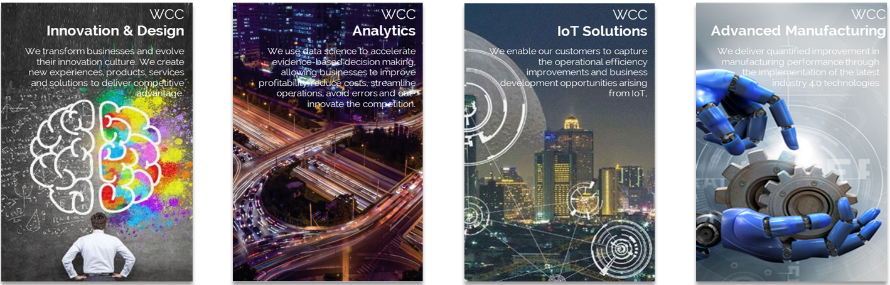 WCC
Innovation & Design
We transform businesses and evolve
their innovation culture. We create
new experiences, products, services
and solutions to deliver competitive
advantage.
WCC
Analytics
We use data science to accelerate
evidence-based decision making,
allowing businesses to improve
profitability, reduce costs, streamline
operations, avoid errors and out-
innovate the competition.
WCC
IoT Solutions
We enable our customers to capture
the operational efficiency
improvements and business
development opportunities arising
from IoT.
WCC
Advanced Manufacturing
We deliver quantified improvement in
manufacturing performance through
the implementation of the latest
industry 4.0 technologies.